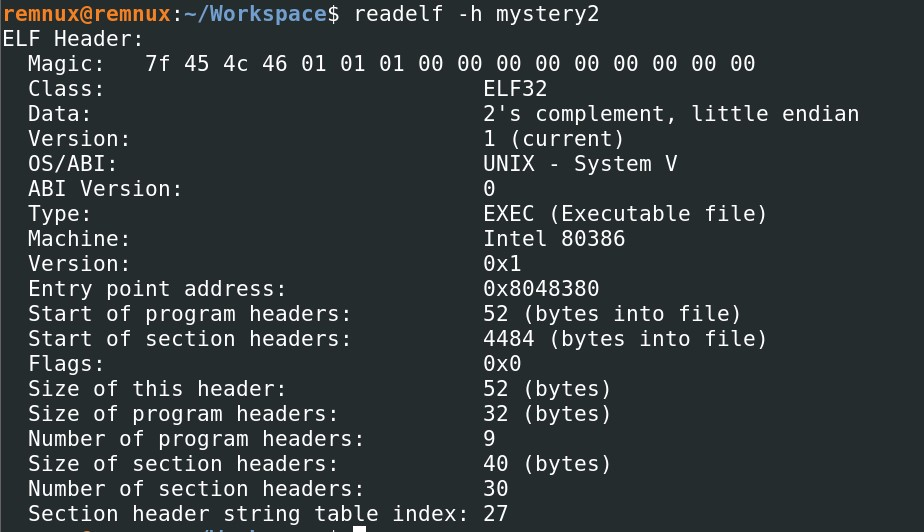 remnux@remnux:~/Workspace$ readelf -h mystery2
ELF Header:
  Magic:   7f 45 4c 46 01 01 01 00 00 00 00 00 00 00 00 00
  Class:                             ELF32
  Data:                              2's complement, little endian
  Version:                           1 (current)
  OS/ABI:                            UNIX - System V
  ABI Version:                       0
  Type:                              EXEC (Executable file)
  Machine:                           Intel 80386
  Version:                           0x1
  Entry point address:               0x8048380
  Start of program headers:          52 (bytes into file)
  Start of section headers:          4484 (bytes into file)
  Flags:                             0x0
  Size of this header:               52 (bytes)
  Size of program headers:           32 (bytes)
  Number of program headers:         9
  Size of section headers:           40 (bytes)
  Number of section headers:         30
  Section header string table index: 27